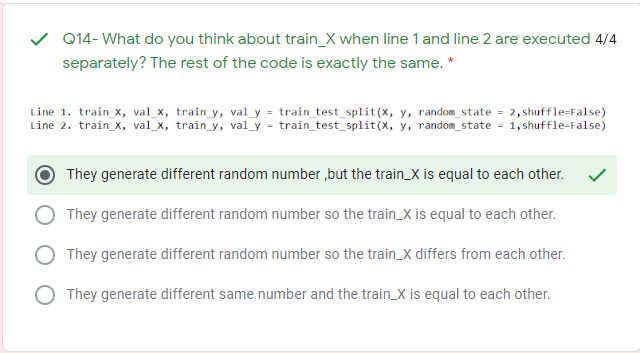 Q14- What do you think about train_X when line 1 and line 2 are executed 4/4
separately? The rest of the code is exactly the same. *
Line 1. train_X, val_X, train_y, val_y = train_test_split(X, y, random_state = 2,shuffle=False)
Line 2. train_X, val_X, train_y, val_y = train_test_split(X, y, random_state = 1,shuffle=False)
They generate different random number ,but the train_X is equal to each other.
They generate different random number so the train_X is equal to each other.
They generate different random number so the train_X differs from each other.
They generate different same number and the train_X is equal to each other.